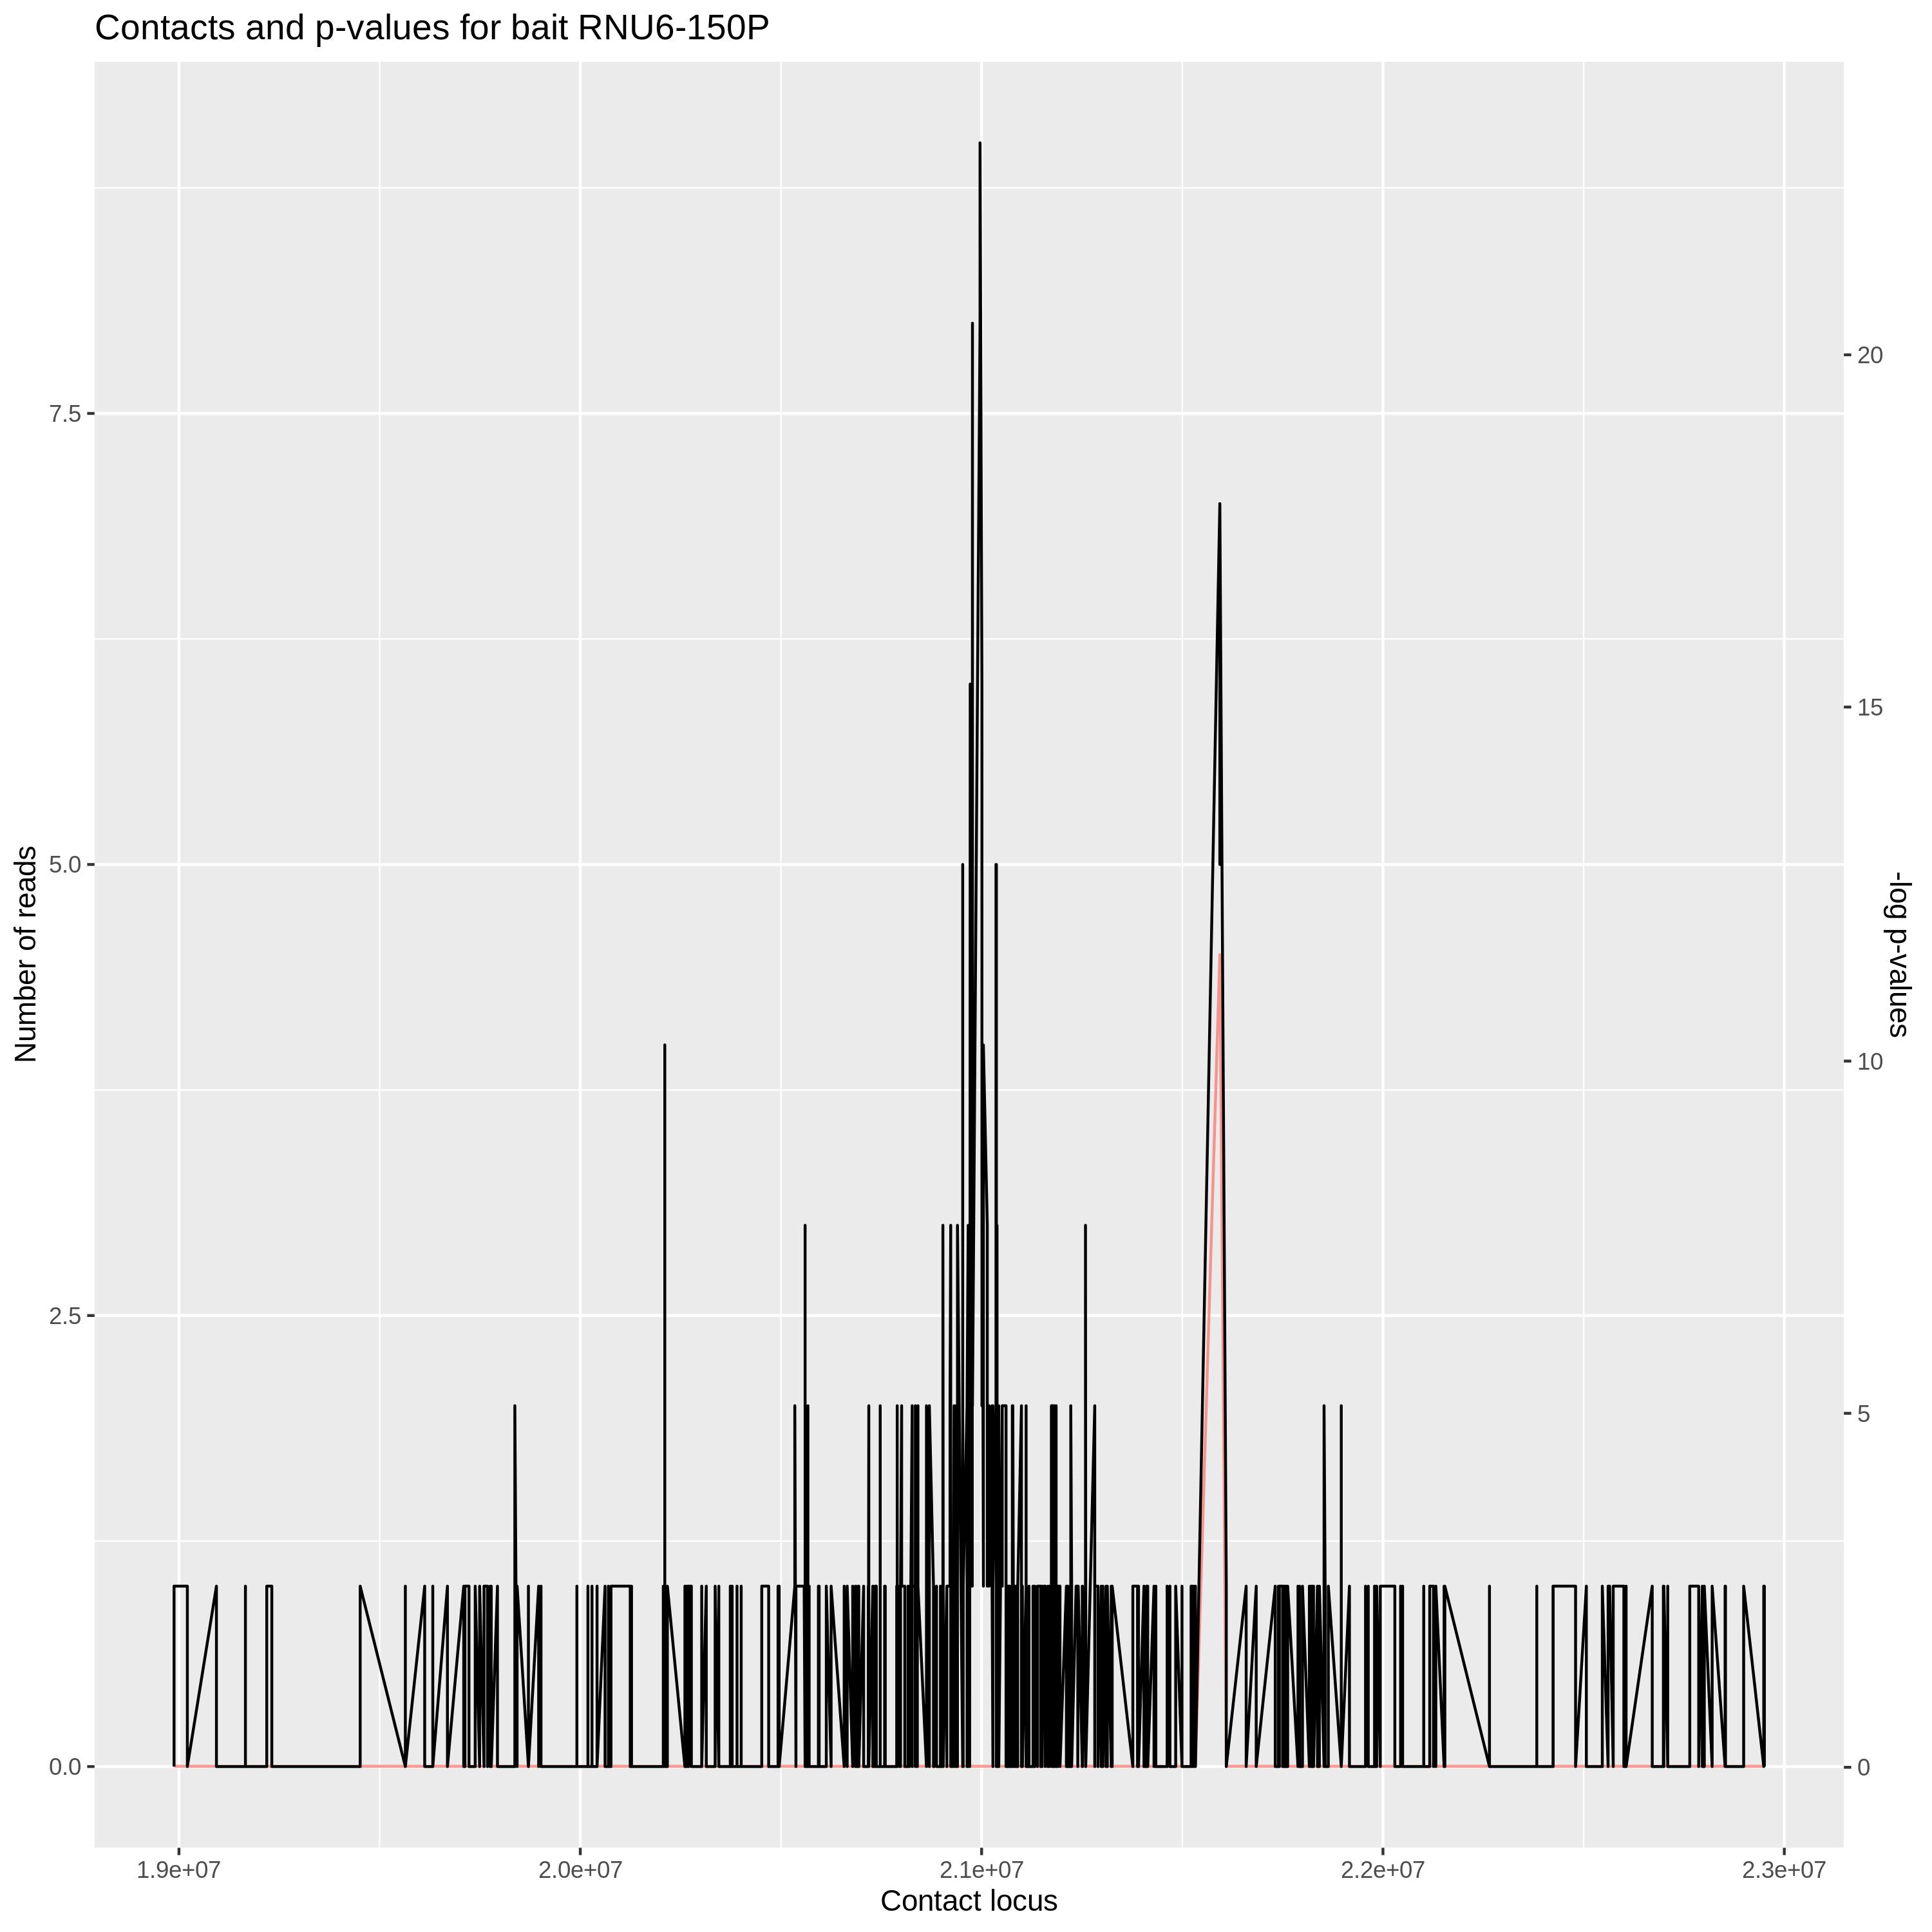 Contacts and p-values for bait RNU6-150P
Number of reads
7.5
5.0
2.5
0.0
20
15
10
5
0
-log p-values
1.9e+07
2.0e+07
2.1e+07
2.2e+07
2.3e+07
Contact locus